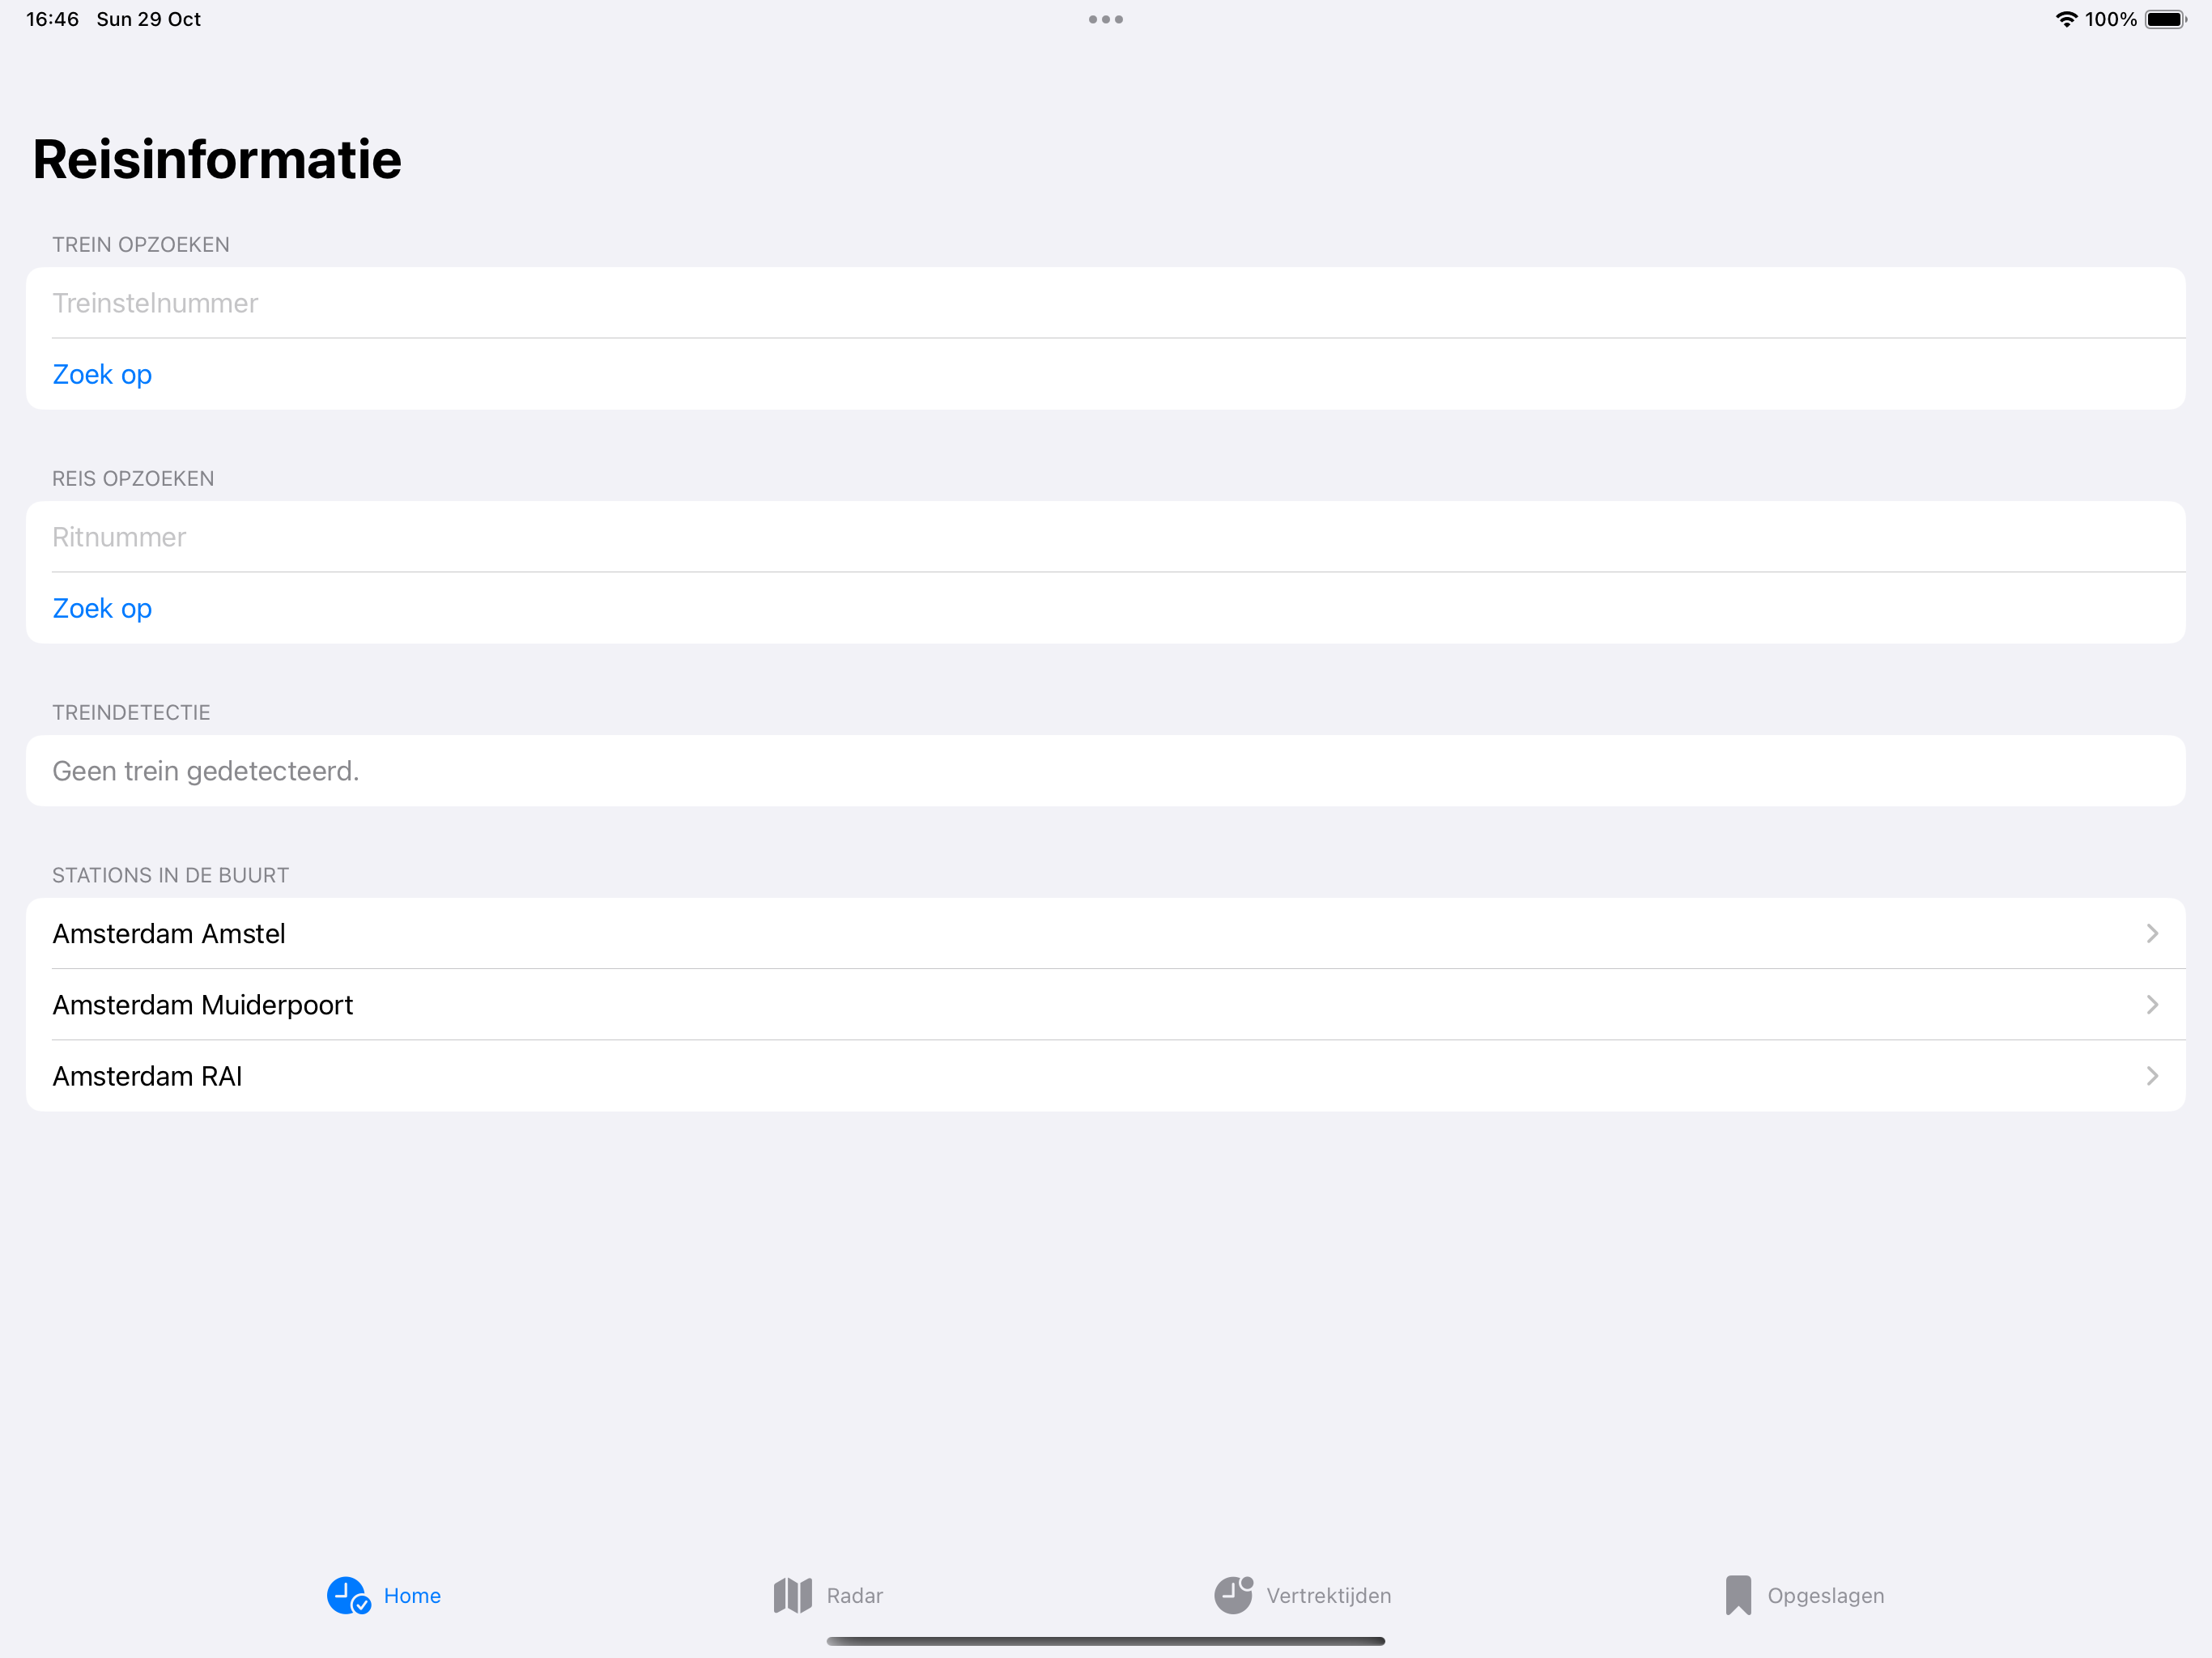 16:46 Sun 29 Oct
100%
Reisinformatie
TREIN OPZOEKEN
Treinstelnummer
Zoek op
REIS OPZOEKEN
Ritnummer
Zoek op
TREINDETECTIE
Geen trein gedetecteerd.
STATIONS IN DE BUURT
Amsterdam Amstel
Amsterdam Muiderpoort
Amsterdam RAI
Home
Radar
Vertrektijden
Opgeslagen